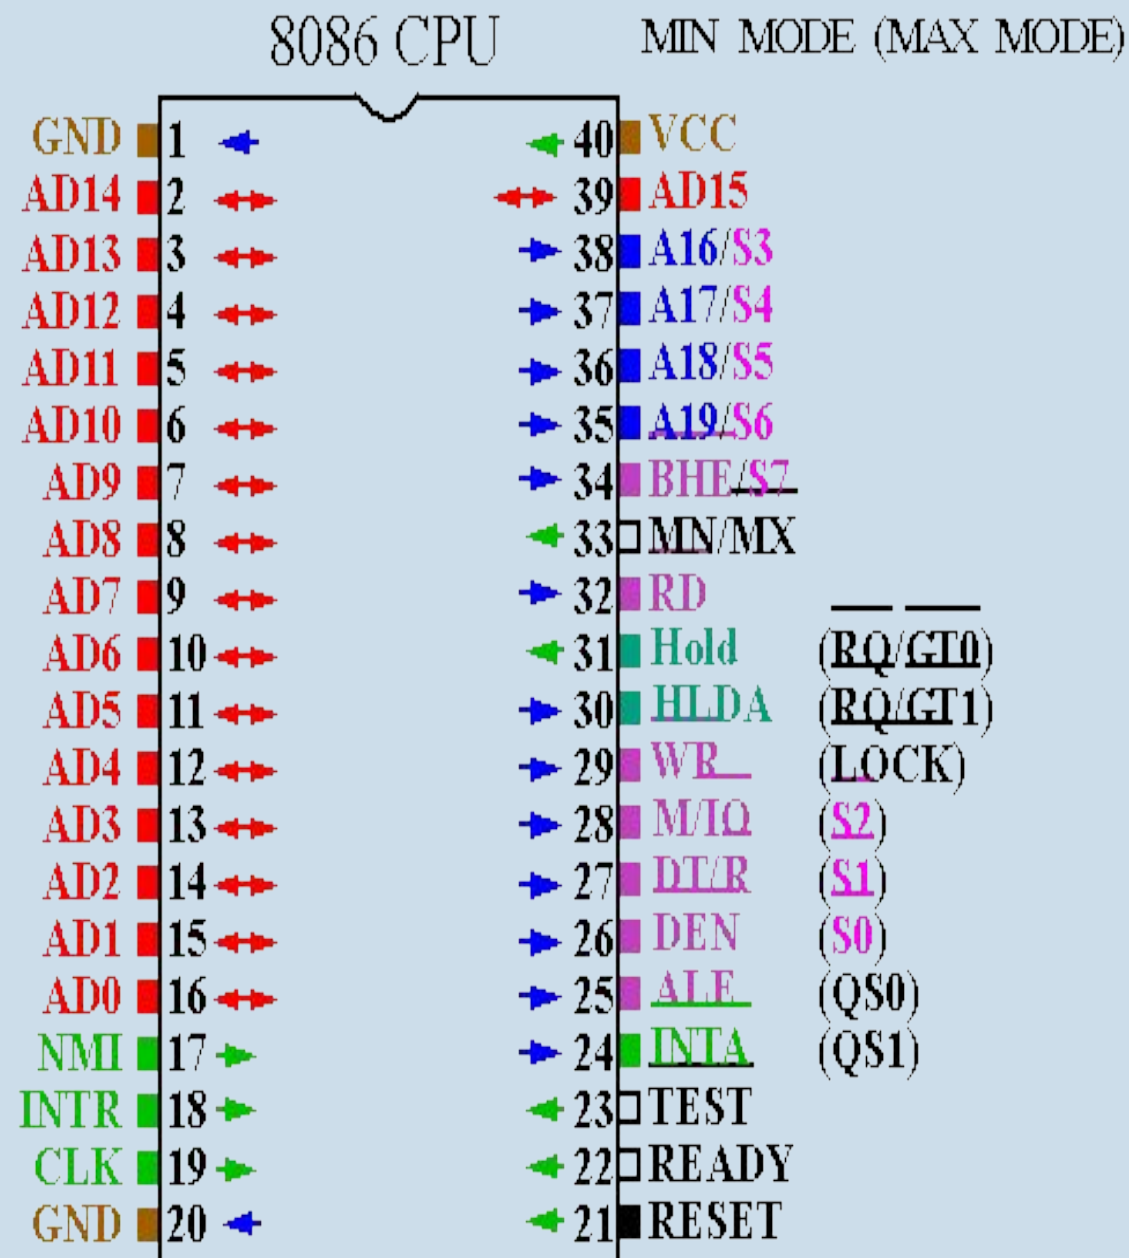 8086 CPU MIN MODE (MAX MODE)
GND 1 40 VCC
AD14 2 39 AD15
AD13 3 38 A16/S3
AD12 4 37 A17/S4
AD11 5 36 A18/S5
AD10 6 35 A19/S6
AD9 7 34 BHE/S7
AD8 8 33 MN/MX
AD7 9 32 RD
AD6 10 31 Hold (RQ/GT0)
AD5 11 30 HLDA (RQ/GT1)
AD4 12 29 WR (LOCK)
AD3 13 28 M/IO (S2)
AD2 14 27 DT/R (S1)
AD1 15 26 DEN (S0)
AD0 16 25 ALE (QS0)
NMI 17 24 INTA (QS1)
INTR 18 23 TEST
CLK 19 22 READY
GND 20 21 RESET